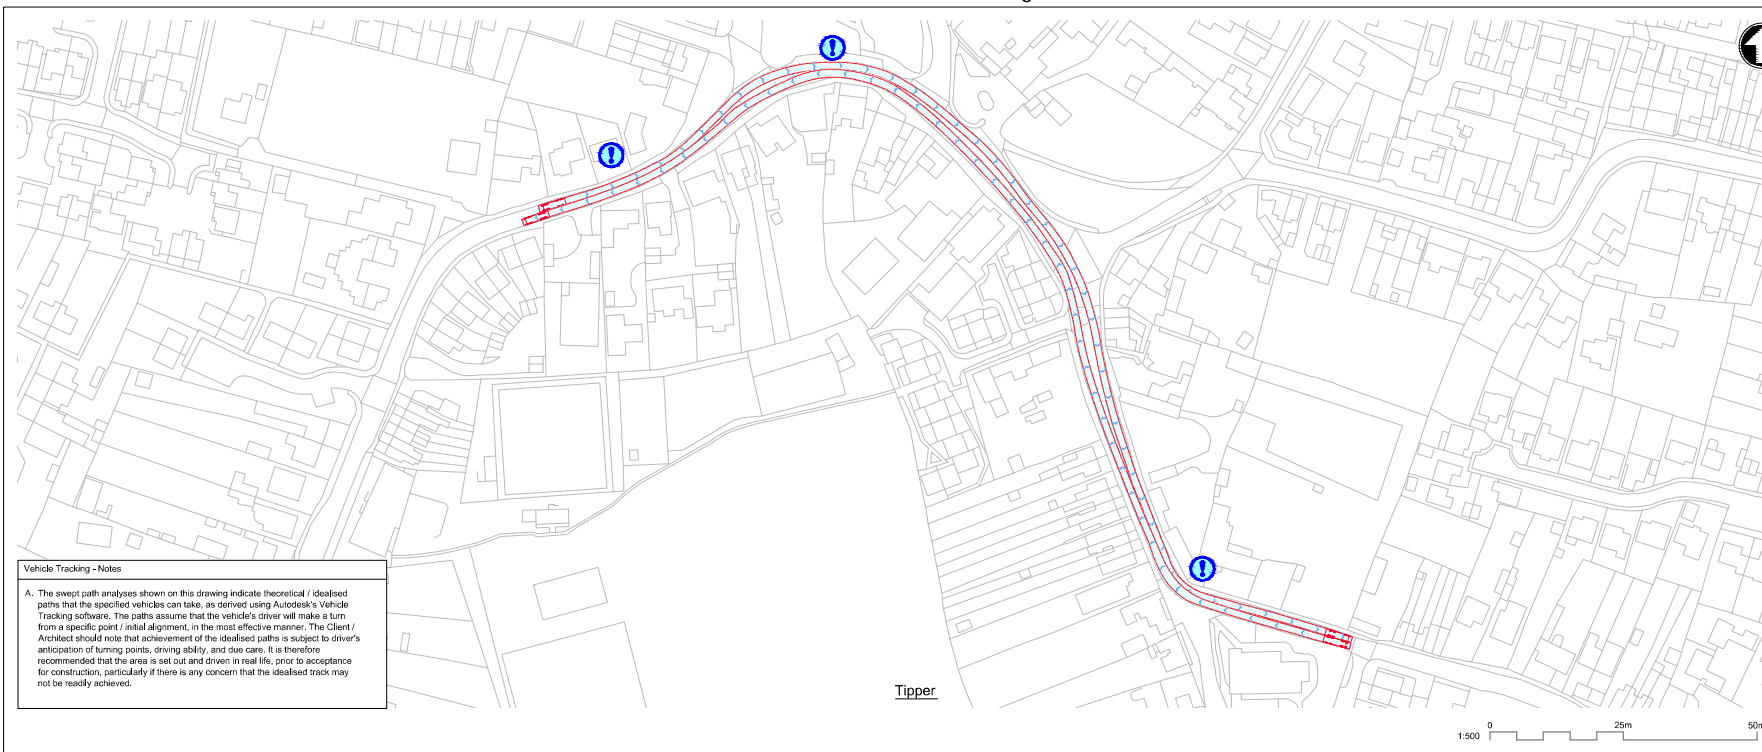 Vehicle Tracking - Notes
A. The swept path analyses shown on this drawing indicate theoretical / idealised
paths that the specified vehicles can take, as derived using Autodesk's Vehicle
Tracking software. The paths assume that the vehicle's driver will make a turn
from a specific point / initial alignment, in the most effective manner. The Client /
Architect should note that achievement of the idealised paths is subject to driver's
anticipation of turning points, driving ability, and due care. It is therefore
recommended that the area is set out and driven in real life, prior to acceptance
for construction, particularly if there is any concern that the idealised track may
not be readily achieved.
Tipper
0 25m 50m
1:500